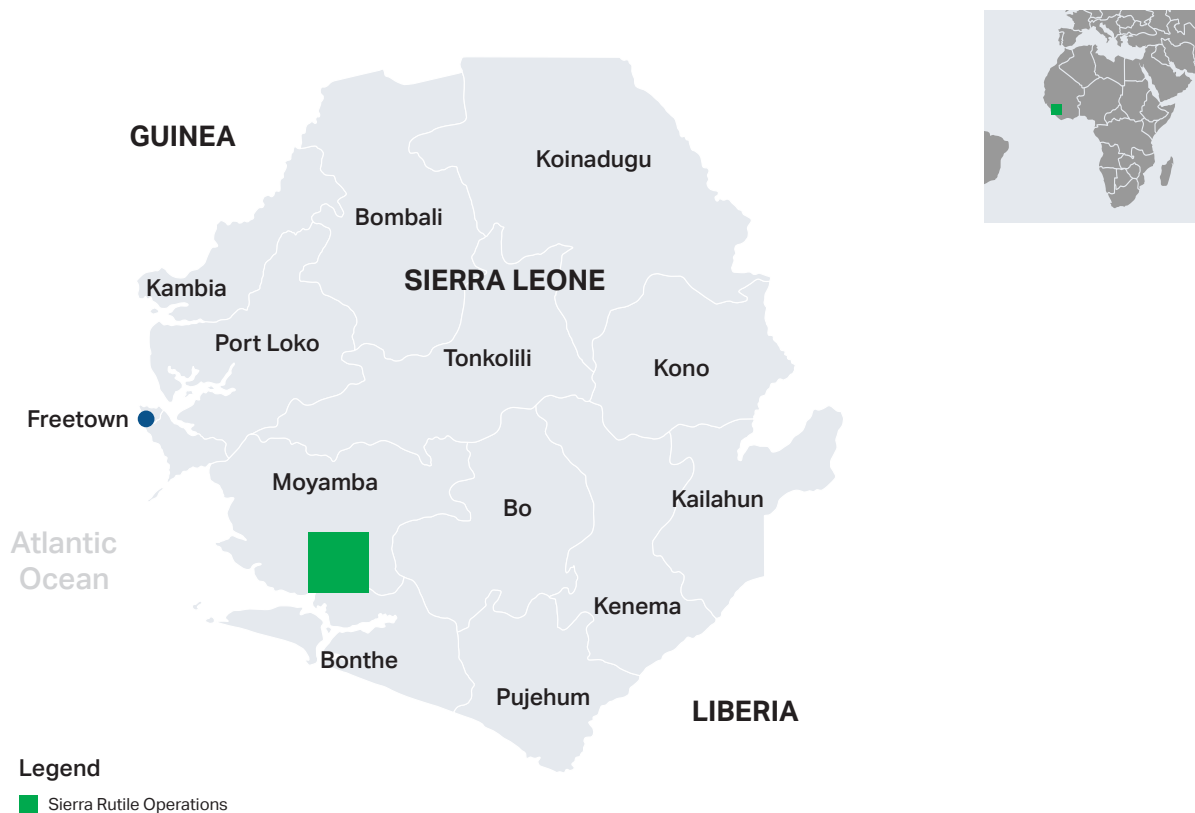 GUINEA
Koinadugu
Bombali
SIERRA LEONE
Kambia
Port Loko
Tonkolili
Kono
Freetown
Moyamba
Kailahun
Bo
Atlantic
Ocean
Kenema
Bonthe
Pujehum
LIBERIA
Legend
Sierra Rutile Operations